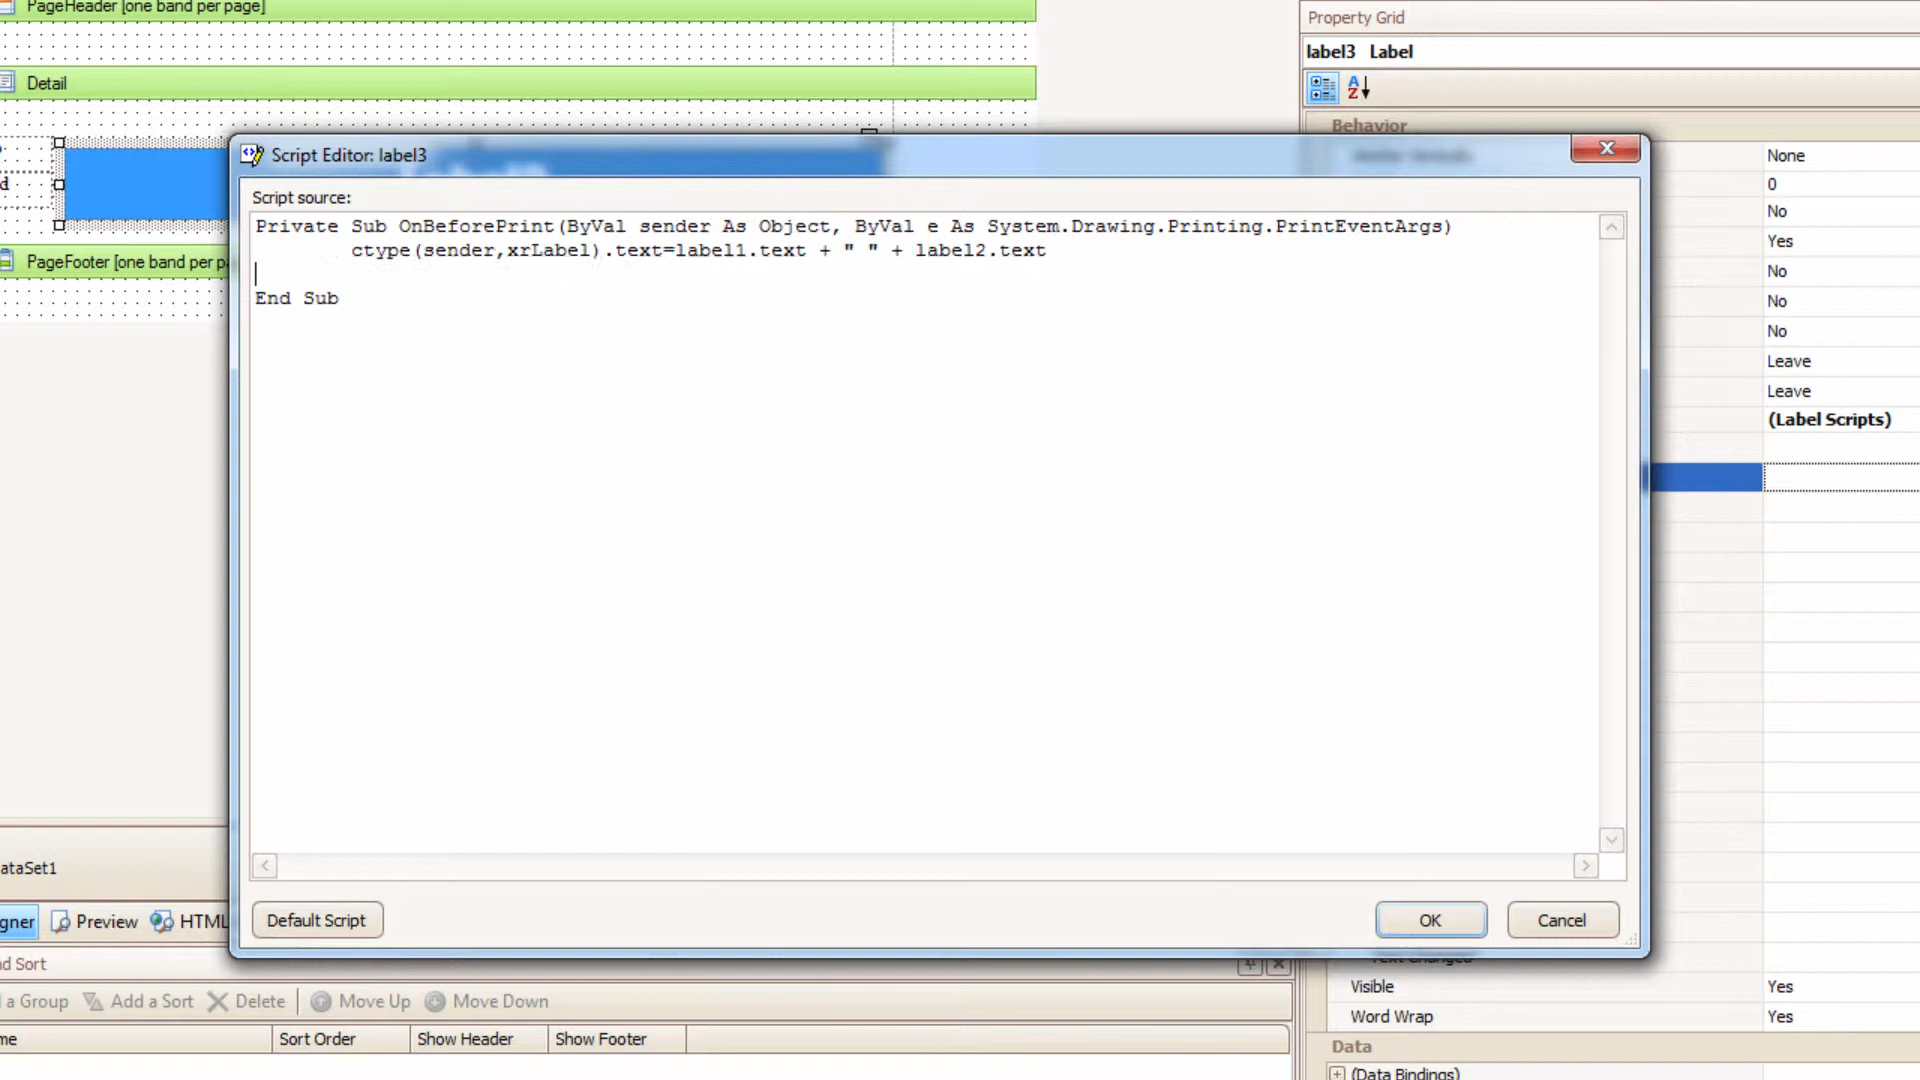 PageHeader [one band per page]
Property Grid
label3 Label
Detail
Behavior
Script Editor: label3
None
0
Script source:
No
Private Sub OnBeforePrint(ByVal sender As Object, ByVal e As System.Drawing.Printing.PrintEventArgs)
Yes
ctype(sender,xrLabel).text=label1.text + " " + label2.text
PageFooter [one band per pa
No
End Sub
No
No
Leave
Leave
(Label Scripts)
ataSet1
gner Preview HTML
Default Script OK Cancel
d Sort
Visible Yes
a Group Add a Sort Delete Move Up Move Down
Word Wrap Yes
me Sort Order Show Header Show Footer
Data
(Data Bindings)